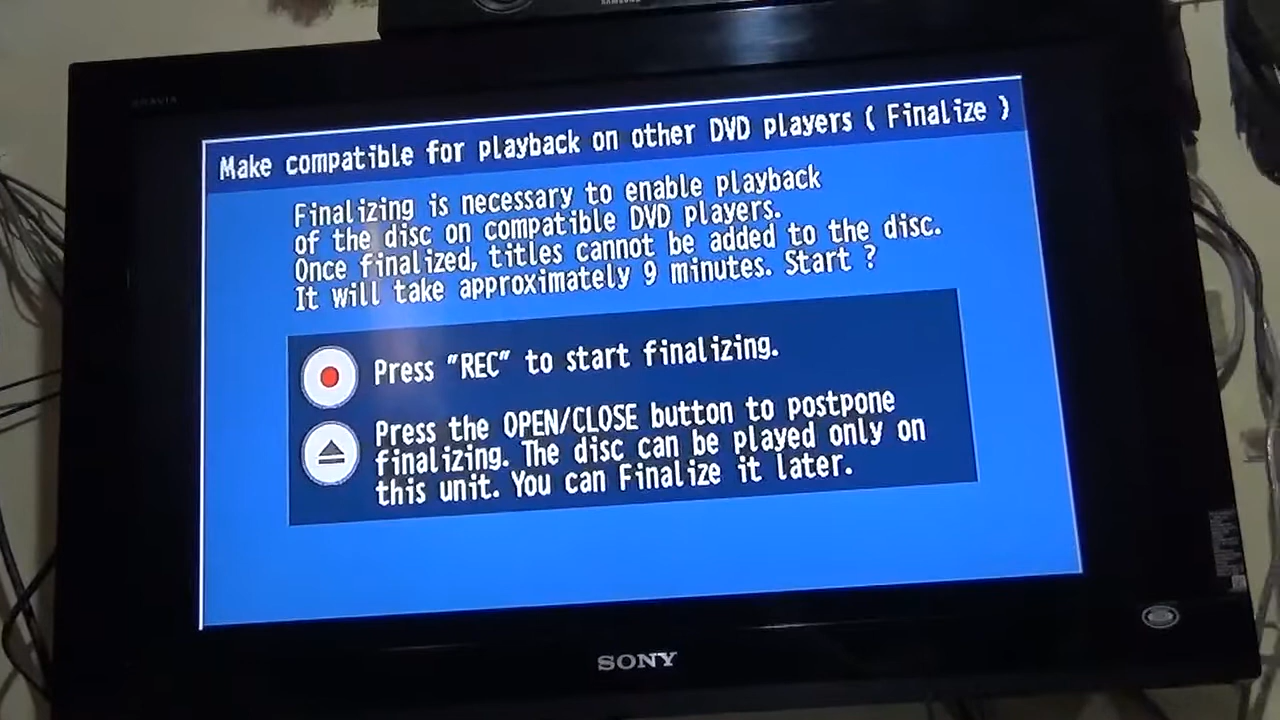 SAMSUNG
BRAVIA
Make compatible for playback on other DVD players ( Finalize )
Finalizing is necessary to enable playback
of the disc on compatible DVD players.
Once finalized, titles cannot be added to the disc.
It will take approximately 9 minutes. Start ?
Press "REC" to start finalizing.
Press the OPEN/CLOSE button to postpone
finalizing. The disc can be played only on
this unit. You can Finalize it later.
SONY